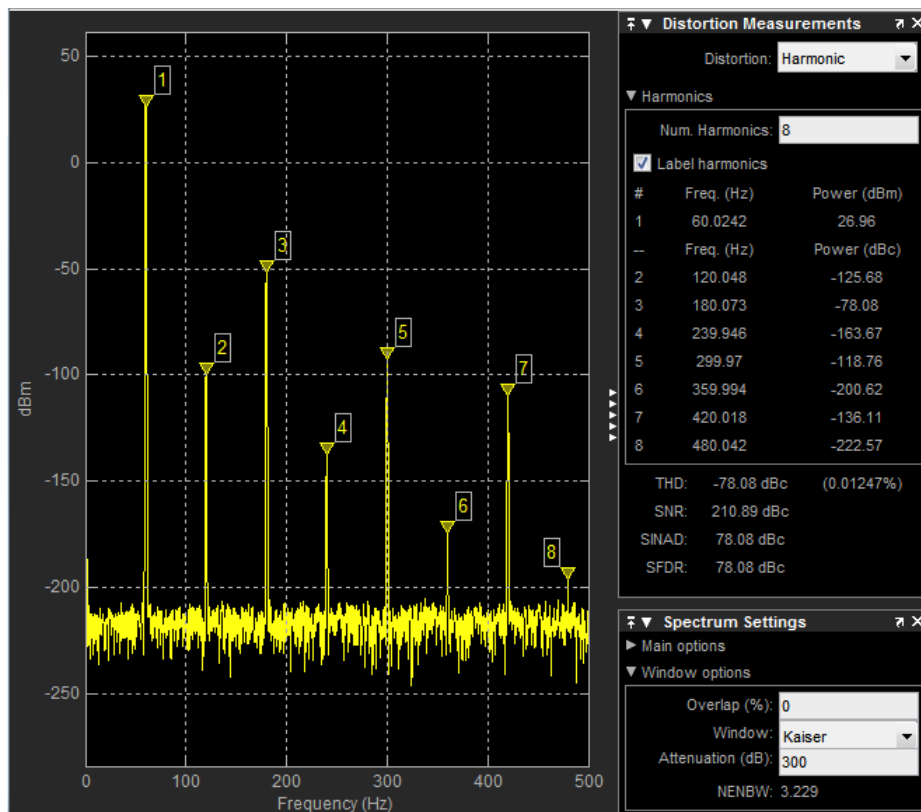 50
0
-50
-100
-150
-200
-250
dBm
0
100
200
300
400
500
Frequency (Hz)
1
2
3
4
5
6
7
8
Distortion Measurements
Distortion: Harmonic
Harmonics
Num. Harmonics: 8
Label harmonics
# Freq. (Hz) Power (dBm)
1 60.0242 26.96
-- Freq. (Hz) Power (dBc)
2 120.048 -125.68
3 180.073 -78.08
4 239.946 -163.67
5 299.97 -118.76
6 359.994 -200.62
7 420.018 -136.11
8 480.042 -222.57
THD: -78.08 dBc (0.01247%)
SNR: 210.89 dBc
SINAD: 78.08 dBc
SFDR: 78.08 dBc
Spectrum Settings
Main options
Window options
Overlap (%): 0
Window: Kaiser
Attenuation (dB): 300
NENBW: 3.229